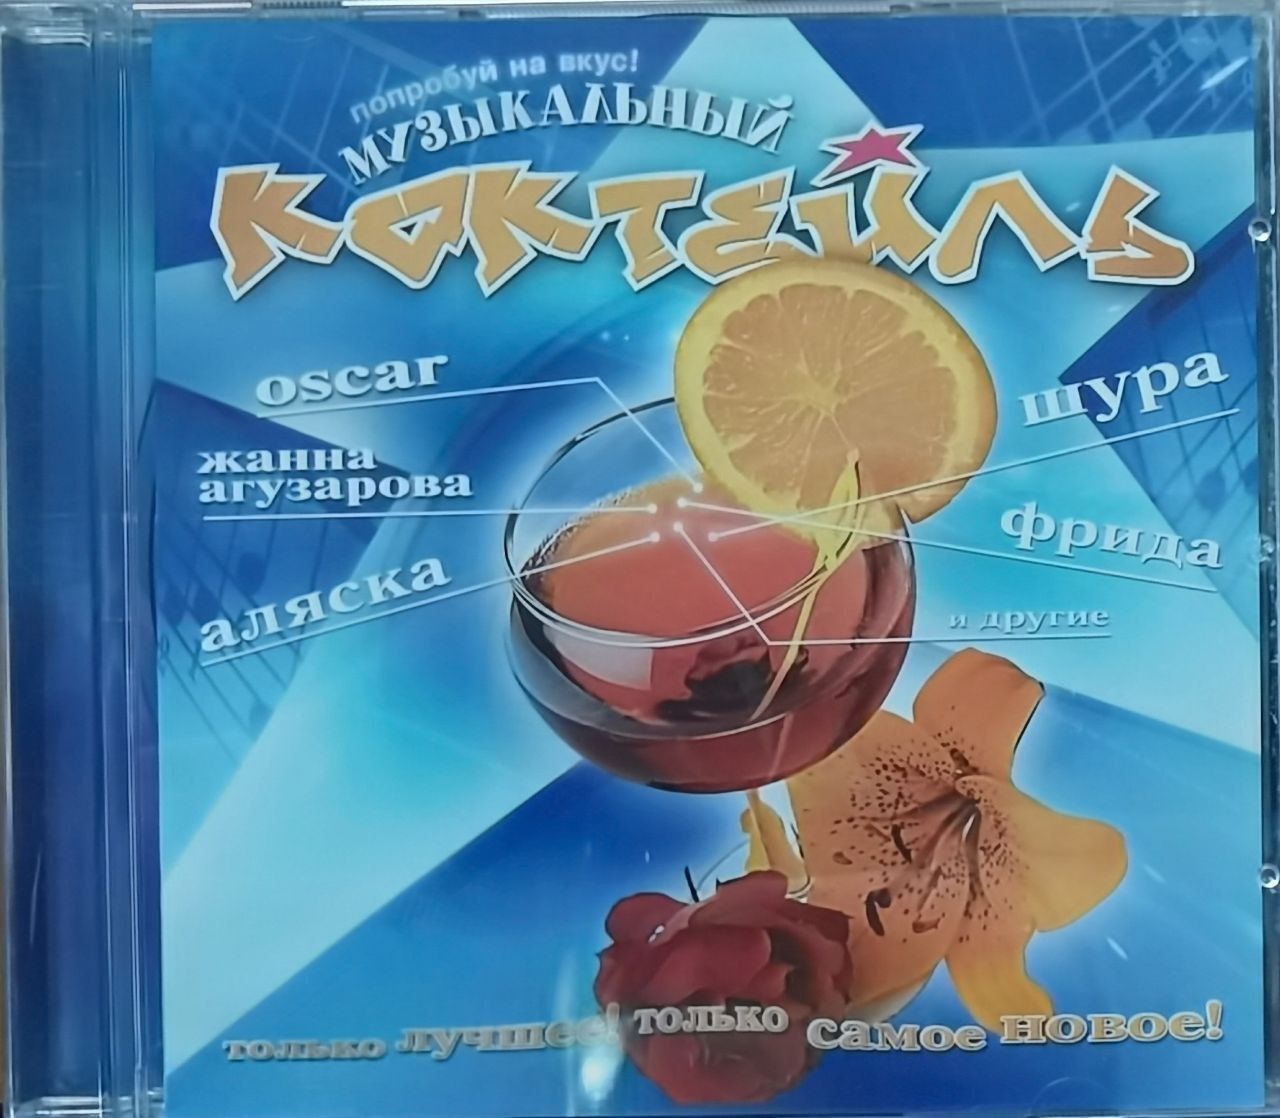 попробуй на вкус!
МУЗЫКАЛЬНЫЙ
КОКТЕЙЛЬ
oscar
жанна
агузарова
аляска
шура
фрида
и другие
только лучшее! только самое новое!